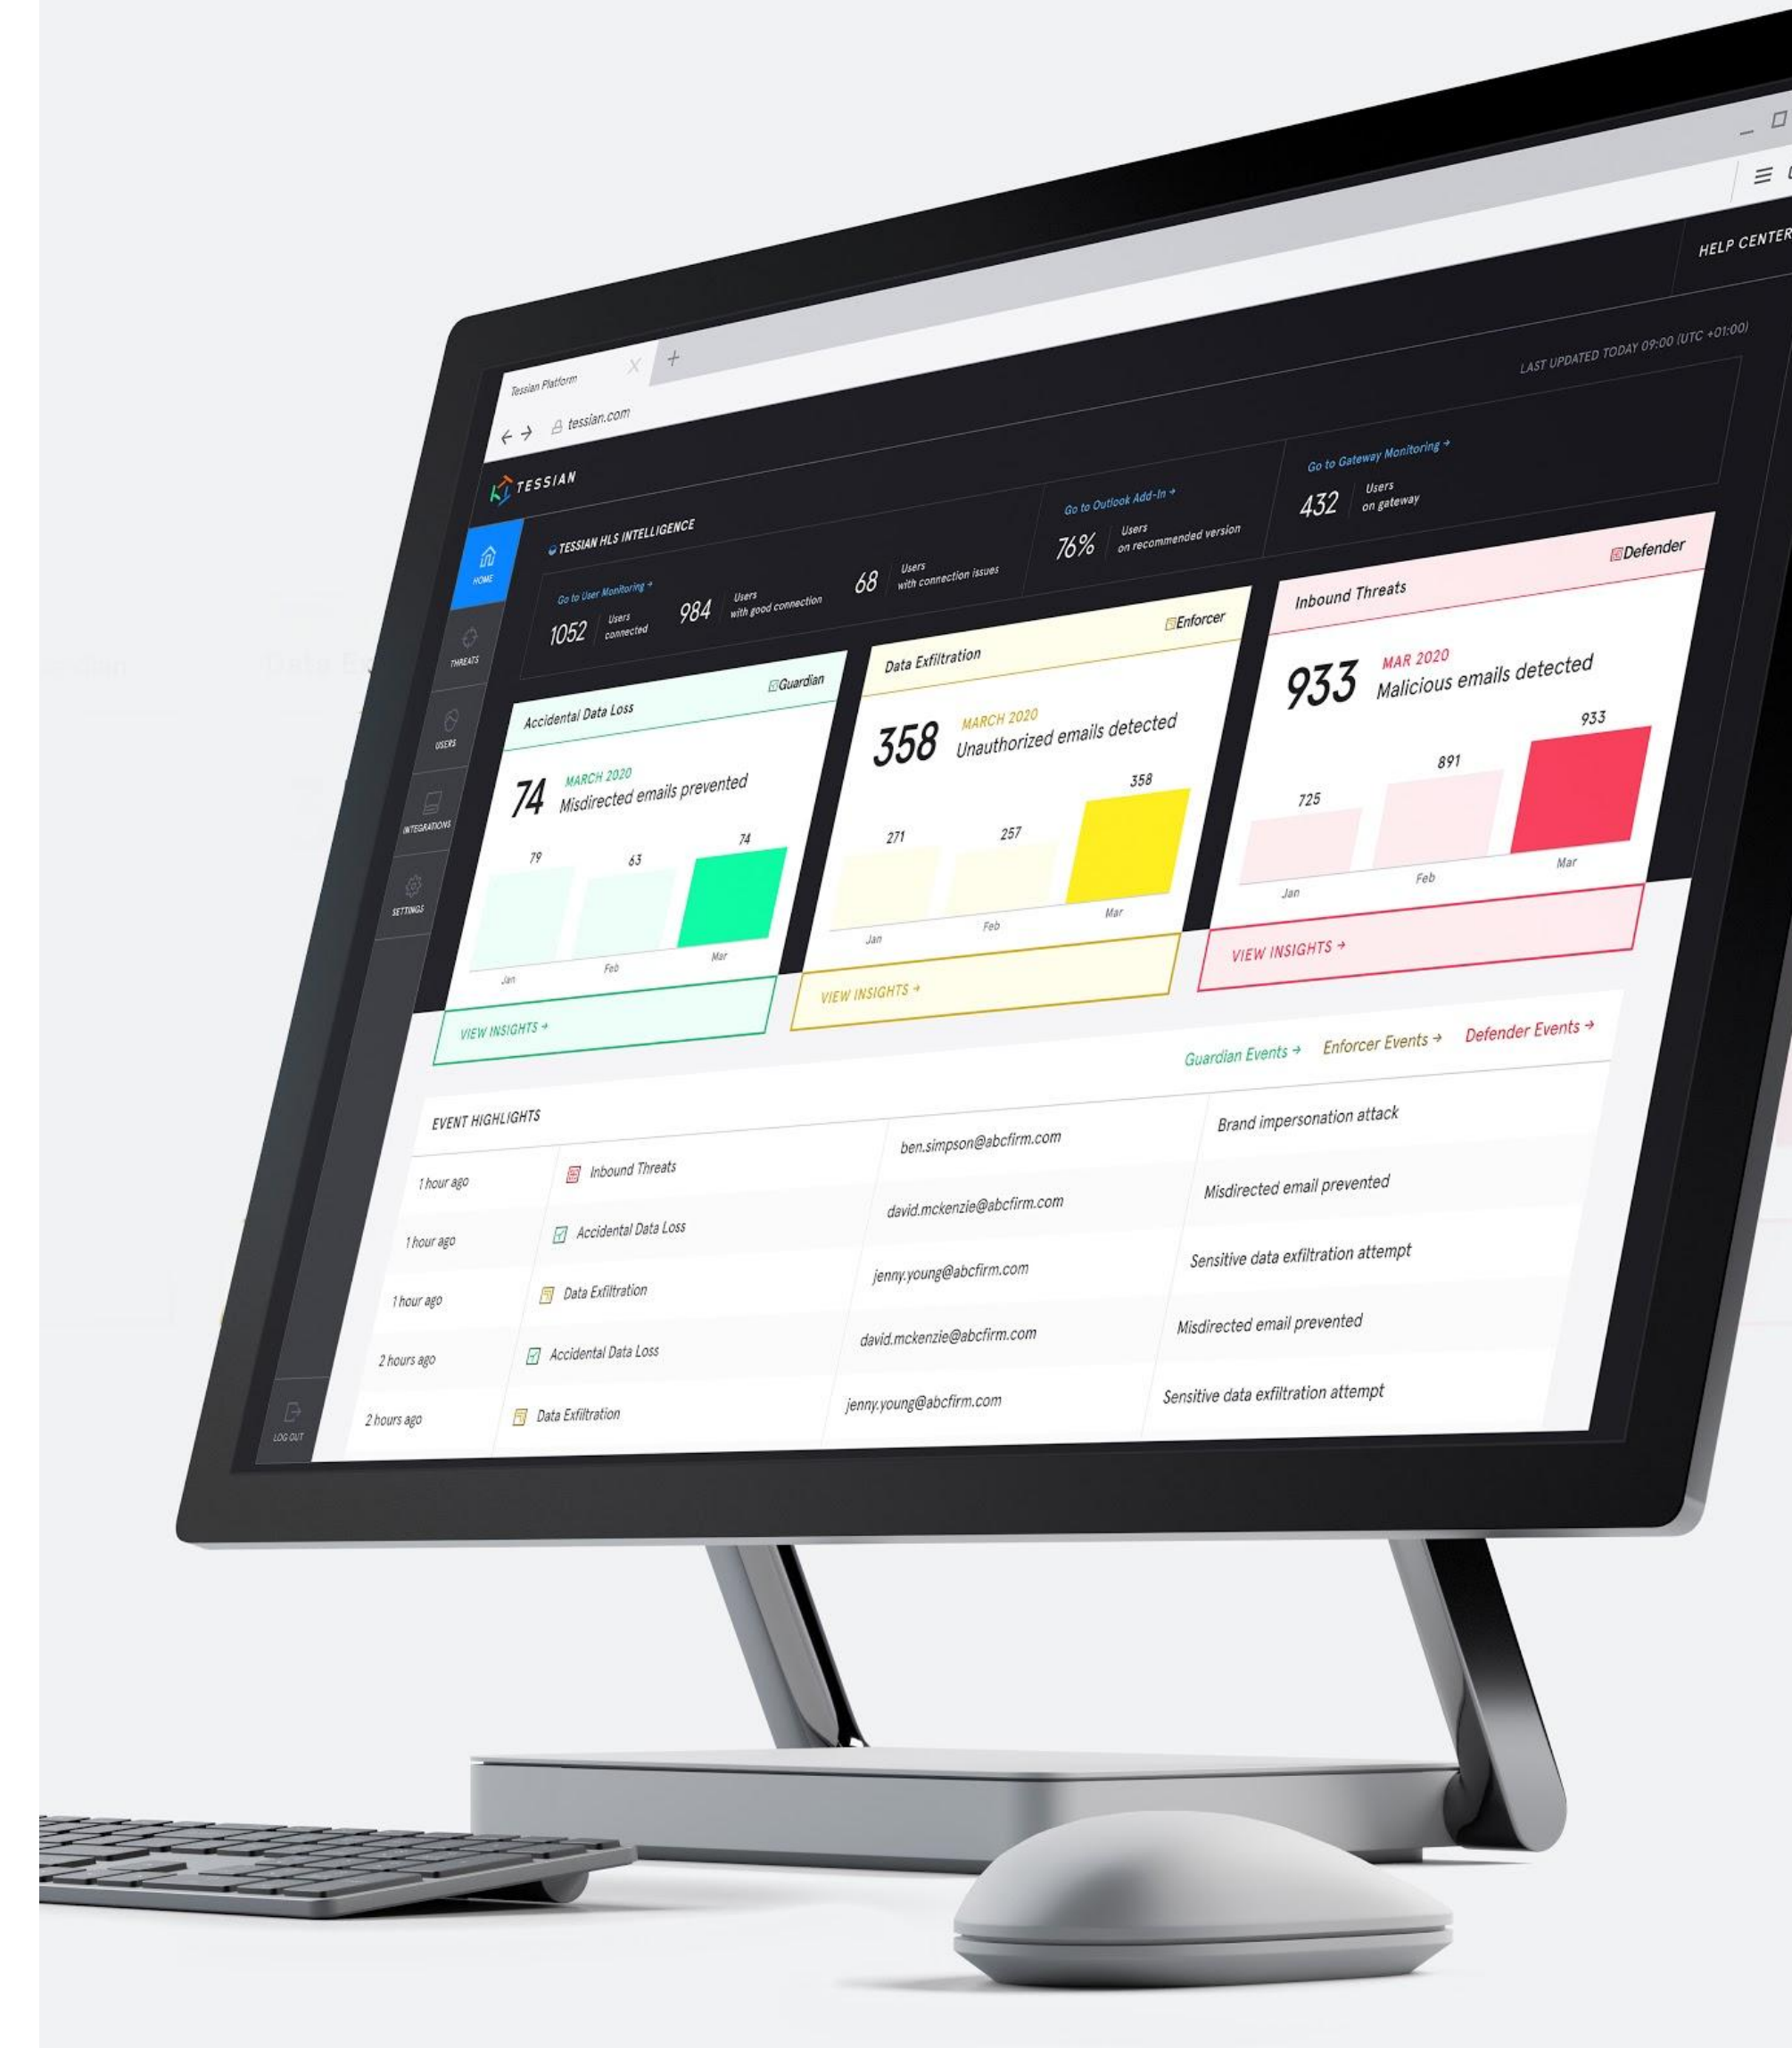 Tessian Platform
tessian.com
TESSIAN
HELP CENTER
LAST UPDATED TODAY 09:00 (UTC +01:00)
HOME
THREATS
USERS
INTEGRATIONS
SETTINGS
LOG OUT
TESSIAN HLS INTELLIGENCE
Go to User Monitoring →
1052 Users connected
984 Users with good connection
68 Users with connection issues
Go to Outlook Add-In →
76% Users on recommended version
Go to Gateway Monitoring →
432 Users on gateway
Accidental Data Loss Guardian
74 MARCH 2020
Misdirected emails prevented
79 63 74
Jan Feb Mar
VIEW INSIGHTS →
Data Exfiltration Enforcer
358 MARCH 2020
Unauthorized emails detected
271 257 358
Jan Feb Mar
VIEW INSIGHTS →
Inbound Threats Defender
933 MAR 2020
Malicious emails detected
725 891 933
Jan Feb Mar
VIEW INSIGHTS →
Guardian Events → Enforcer Events → Defender Events →
EVENT HIGHLIGHTS
1 hour ago Inbound Threats ben.simpson@abcfirm.com Brand impersonation attack
1 hour ago Accidental Data Loss david.mckenzie@abcfirm.com Misdirected email prevented
1 hour ago Data Exfiltration jenny.young@abcfirm.com Sensitive data exfiltration attempt
2 hours ago Accidental Data Loss david.mckenzie@abcfirm.com Misdirected email prevented
2 hours ago Data Exfiltration jenny.young@abcfirm.com Sensitive data exfiltration attempt